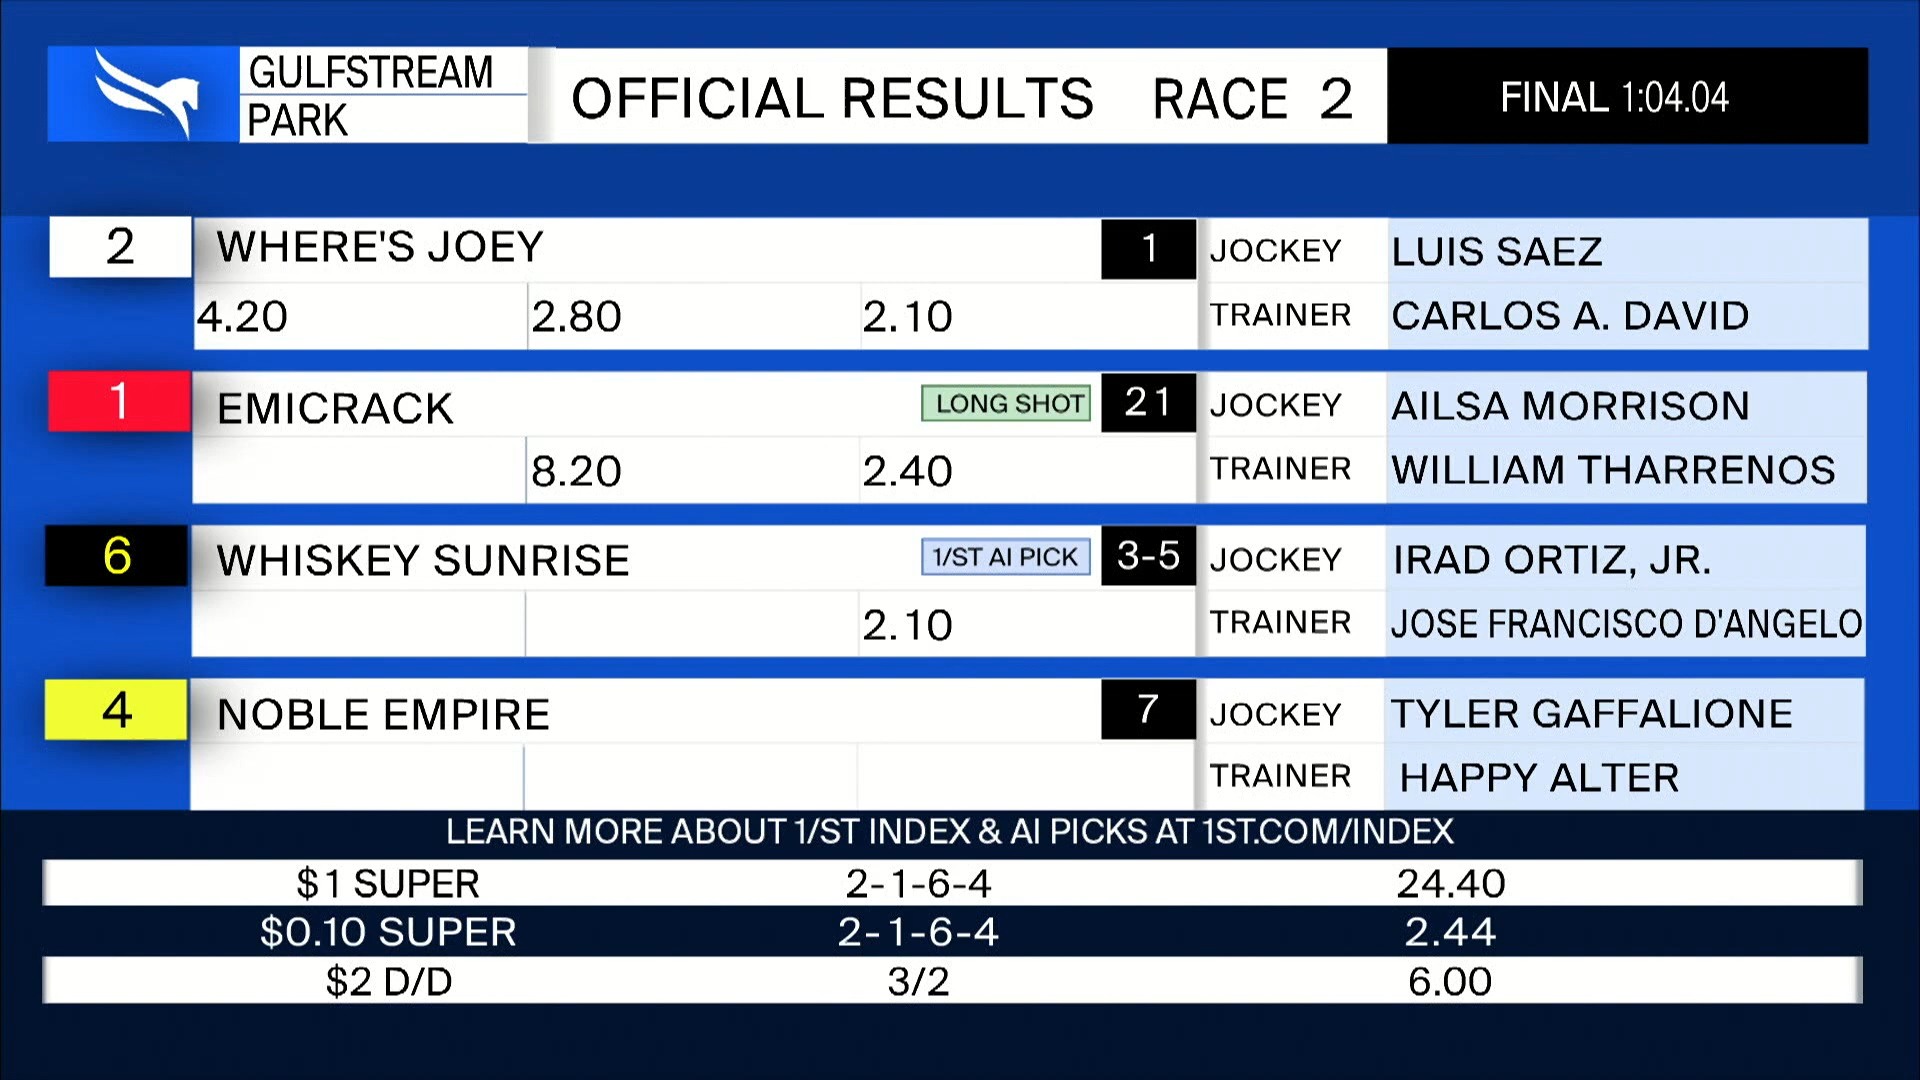 GULFSTREAM
PARK
OFFICIAL RESULTS RACE 2
FINAL 1:04.04
2 WHERE'S JOEY 1 JOCKEY LUIS SAEZ
4.20 2.80 2.10 TRAINER CARLOS A. DAVID
1 EMICRACK LONG SHOT 21 JOCKEY AILSA MORRISON
8.20 2.40 TRAINER WILLIAM THARRENOS
6 WHISKEY SUNRISE 1/ST AI PICK 3-5 JOCKEY IRAD ORTIZ, JR.
2.10 TRAINER JOSE FRANCISCO D'ANGELO
4 NOBLE EMPIRE 7 JOCKEY TYLER GAFFALIONE
TRAINER HAPPY ALTER
LEARN MORE ABOUT 1/ST INDEX & AI PICKS AT 1ST.COM/INDEX
$1 SUPER 2-1-6-4 24.40
$0.10 SUPER 2-1-6-4 2.44
$2 D/D 3/2 6.00